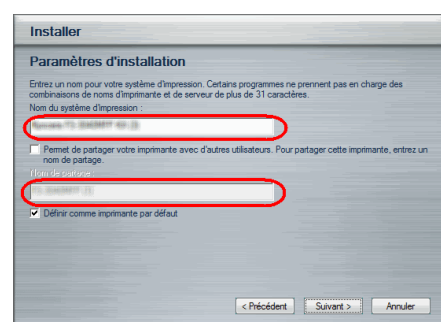 Installer
Paramètres d'installation
Entrez un nom pour votre système d'impression. Certains programmes ne prennent pas en charge des
combinaisons de noms d'imprimante et de serveur de plus de 31 caractères.
Nom du système d'impression :
Permet de partager votre imprimante avec d'autres utilisateurs. Pour partager cette imprimante, entrez un
nom de partage.
Nom de partage :
Définir comme imprimante par défaut
< Précédent Suivant > Annuler